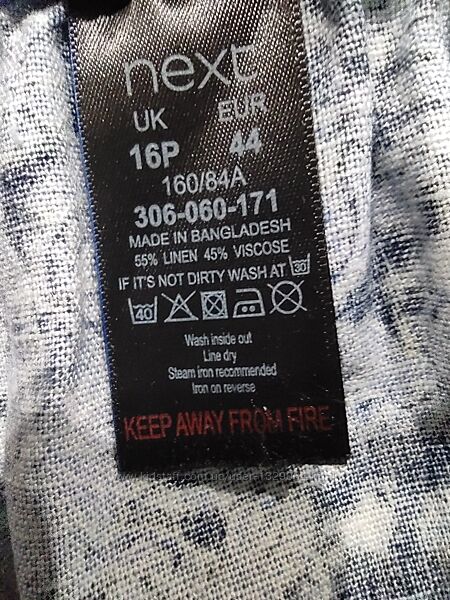 next
UK EUR
16P 44
160/84A
306-060-171
MADE IN BANGLADESH
55% LINEN 45% VISCOSE
IF IT'S NOT DIRTY WASH AT 30
40
Wash inside out
Line dry
Steam iron recommended
Iron on reverse
KEEP AWAY FROM FIRE